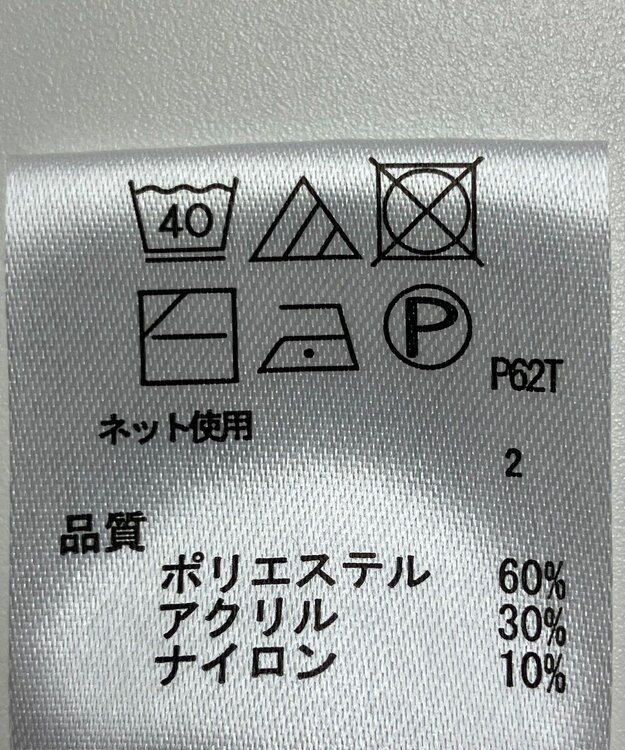 40
P
P62T
ネット使用
2
品質
ポリエステル 60%
アクリル 30%
ナイロン 10%